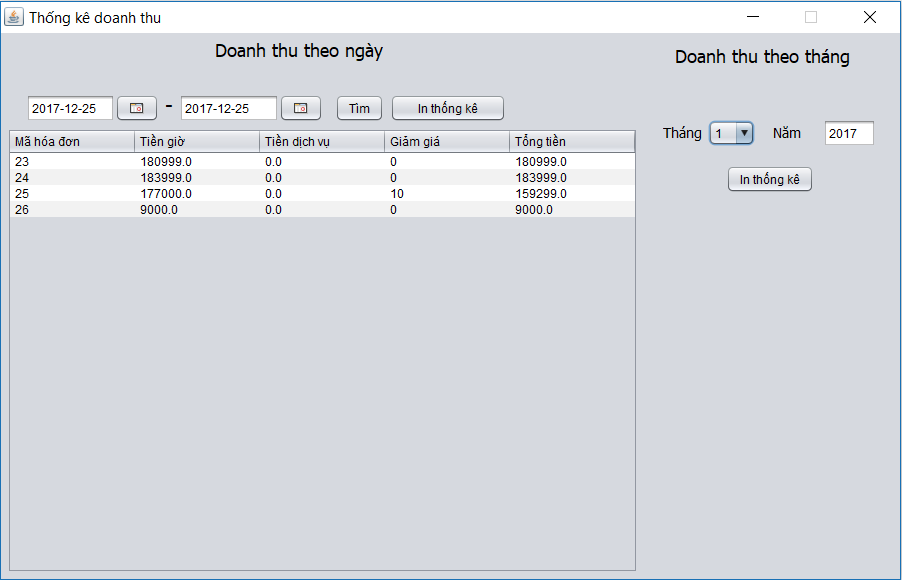 Thống kê doanh thu
Doanh thu theo ngày
2017-12-25 - 2017-12-25 Tìm In thống kê
Mã hóa đơn Tiền giờ Tiền dịch vụ Giảm giá Tổng tiền
23 180999.0 0.0 0 180999.0
24 183999.0 0.0 0 183999.0
25 177000.0 0.0 10 159299.0
26 9000.0 0.0 0 9000.0
Doanh thu theo tháng
Tháng 1 Năm 2017
In thống kê